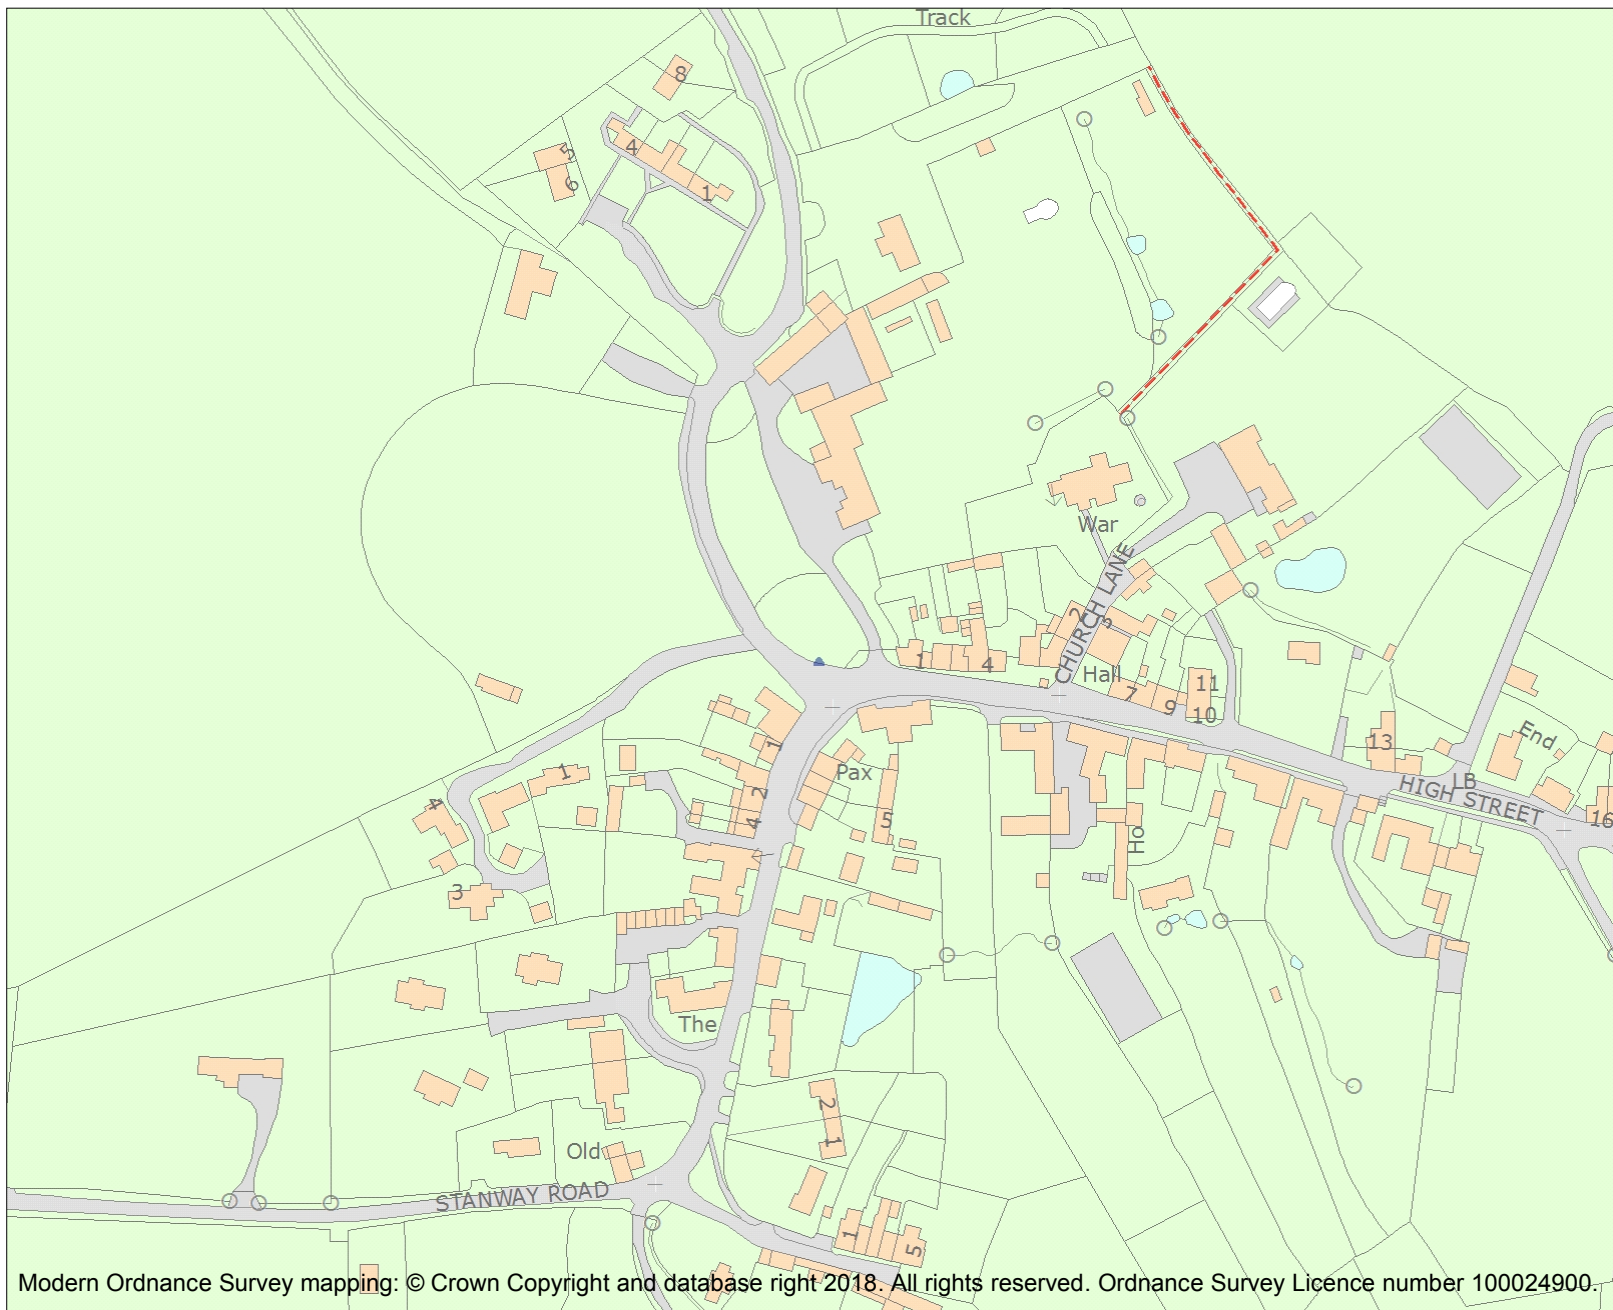 Track
8
5
4
6
1
War
CHURCH LANE
2
3
1
4
Hall
7
9
11
10
13
End
LB
HIGH STREET
16
1
Pax
2
4
5
Ho
1
4
3
The
2
1
Old
STANWAY ROAD
1
5
Modern Ordnance Survey mapping: © Crown Copyright and database right 2018. All rights reserved. Ordnance Survey Licence number 100024900.